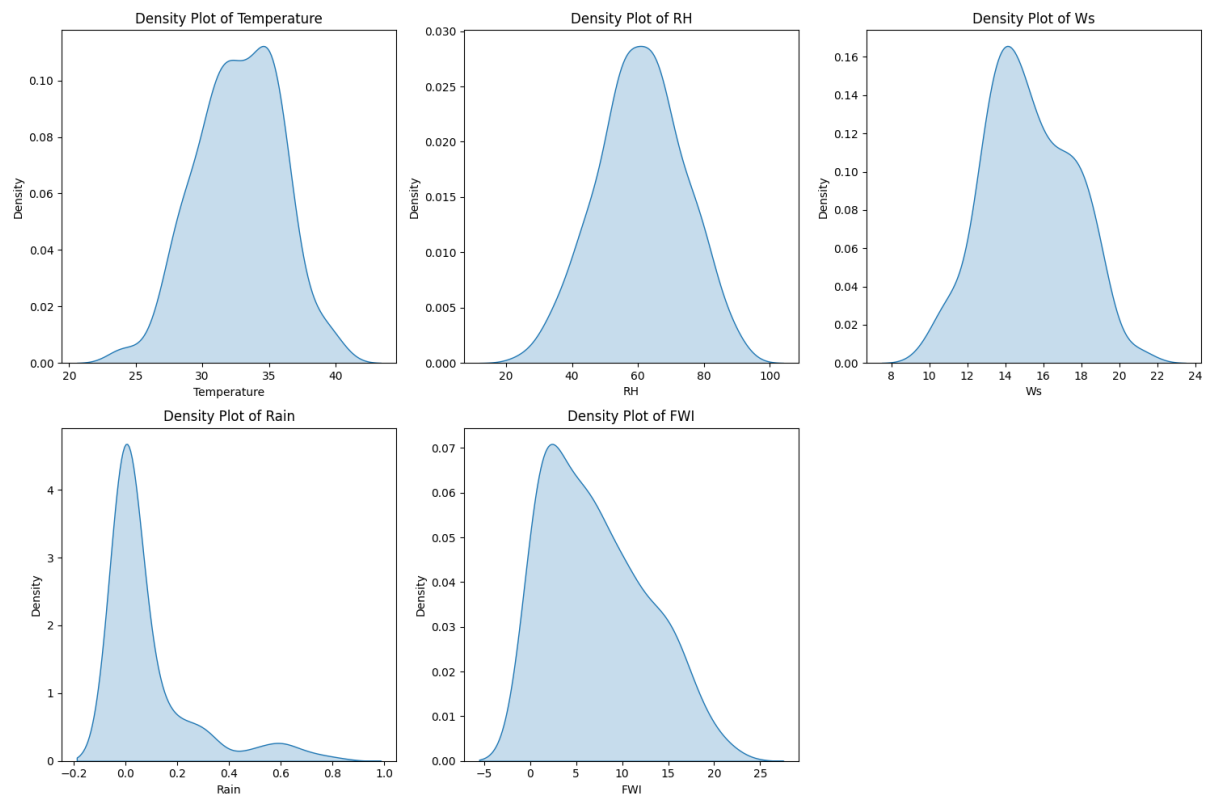 Density Plot of Temperature
Density
0.10
0.08
0.06
0.04
0.02
0.00
20 25 30 35 40
Temperature
Density Plot of RH
Density
0.030
0.025
0.020
0.015
0.010
0.005
0.000
20 40 60 80 100
RH
Density Plot of Ws
Density
0.16
0.14
0.12
0.10
0.08
0.06
0.04
0.02
0.00
8 10 12 14 16 18 20 22 24
Ws
Density Plot of Rain
Density
4
3
2
1
0
−0.2 0.0 0.2 0.4 0.6 0.8 1.0
Rain
Density Plot of FWI
Density
0.07
0.06
0.05
0.04
0.03
0.02
0.01
0.00
−5 0 5 10 15 20 25
FWI